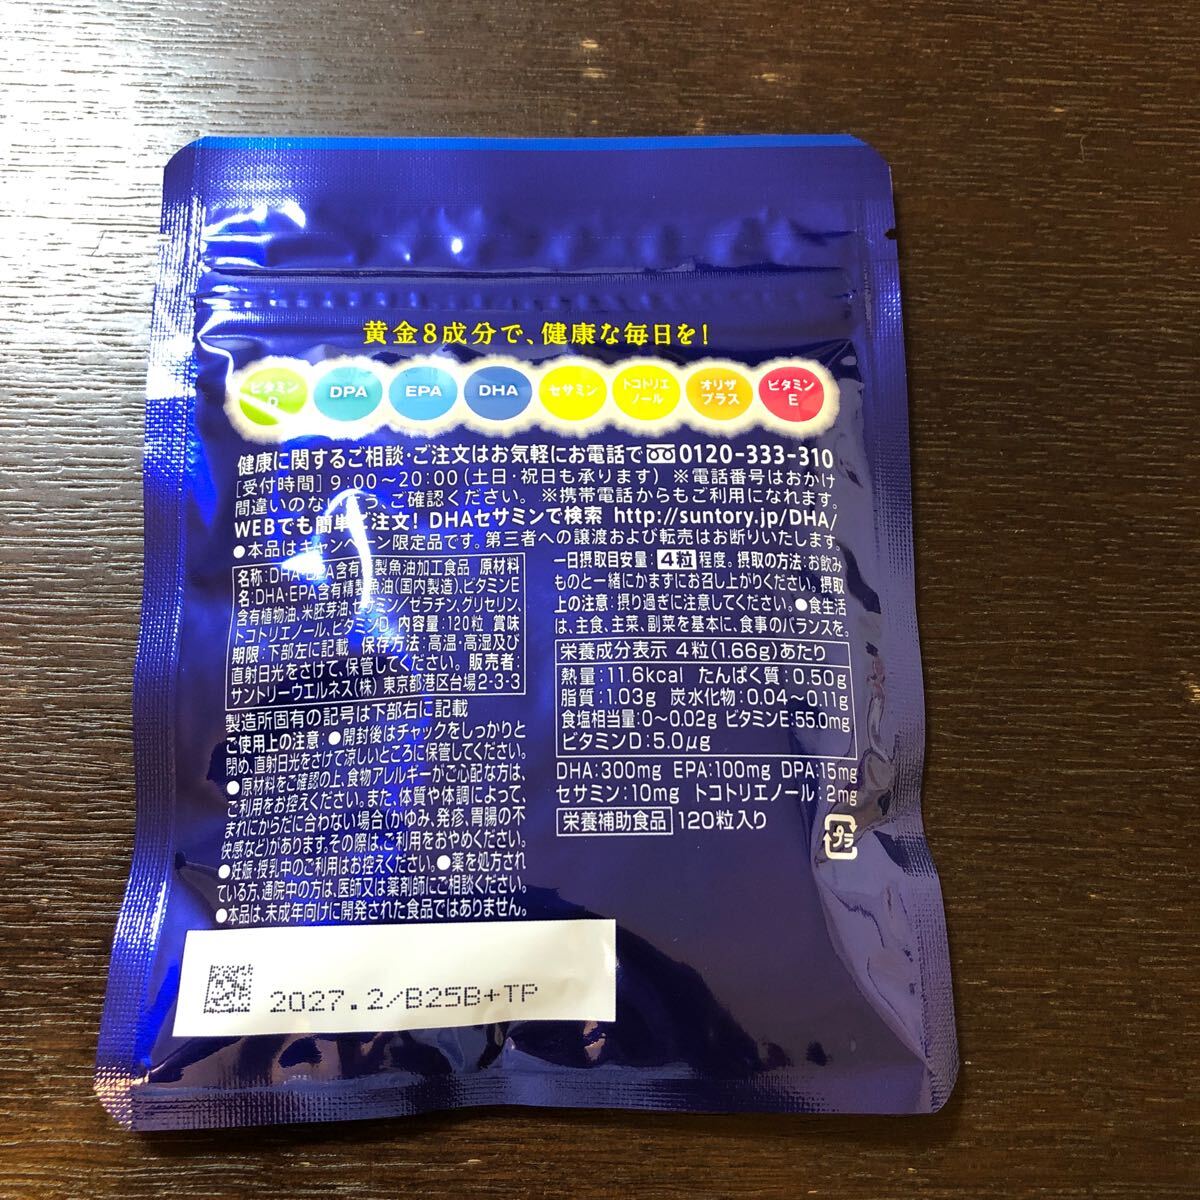 黄金8成分で、健康な毎日を!
ビタミン
DPA
EPA
DHA
セサミン
トコトリエ
ノール
オリザ
プラス
ビタミン
E
健康に関するご相談・ご注文はお気軽にお電話で 0120-333-310
[受付時間] 9:00〜20:00(土日・祝日も承ります) ※電話番号はおかけ
間違いのない う、ご確認ください。※携帯電話からもご利用になれます。
WEBでも簡単ご注文! DHAセサミンで検索 http://suntory.jp/DHA/
●本品はキャンペーン限定品です。第三者への譲渡および転売はお断りいたします。
名称:DHA・EPA含有精製魚油加工食品 原材料
名:DHA・EPA含有精製魚油(国内製造)、ビタミンE
含有植物油、米胚芽油、セサミン/ゼラチン、グリセリン、
トコトリエノール、ビタミンD 内容量:120粒 賞味
期限:下部左に記載 保存方法:高温・高湿及び
直射日光をさけて、保管してください。販売者:
サントリーウエルネス(株) 東京都港区台場2-3-3
製造所固有の記号は下部右に記載
ご使用上の注意:●開封後はチャックをしっかりと
閉め、直射日光をさけて涼しいところに保管してください。
●原材料をご確認の上、食物アレルギーがご心配な方は、
ご利用をお控えください。また、体質や体調によって、
まれにからだに合わない場合(かゆみ、発疹、胃腸の不
快感など)があります。その際は、ご利用をおやめください。
●妊娠・授乳中のご利用はお控えください。●薬を処方され
ている方、通院中の方は、医師又は薬剤師にご相談ください。
●本品は、未成年向けに開発された食品ではありません。
一日摂取目安量:4粒程度。摂取の方法:お飲み
ものと一緒にかまずにお召し上がりください。摂取
上の注意:摂り過ぎに注意してください。●食生活
は、主食、主菜、副菜を基本に、食事のバランスを。
栄養成分表示 4粒(1.66g)あたり
熱量:11.6kcal たんぱく質:0.50g
脂質:1.03g 炭水化物:0.04〜0.11g
食塩相当量:0〜0.02g ビタミンE:55.0mg
ビタミンD:5.0μg
DHA:300mg EPA:100mg DPA:15mg
セサミン:10mg トコトリエノール:2mg
栄養補助食品 120粒入り
プラ
2027.2/B25B+TP